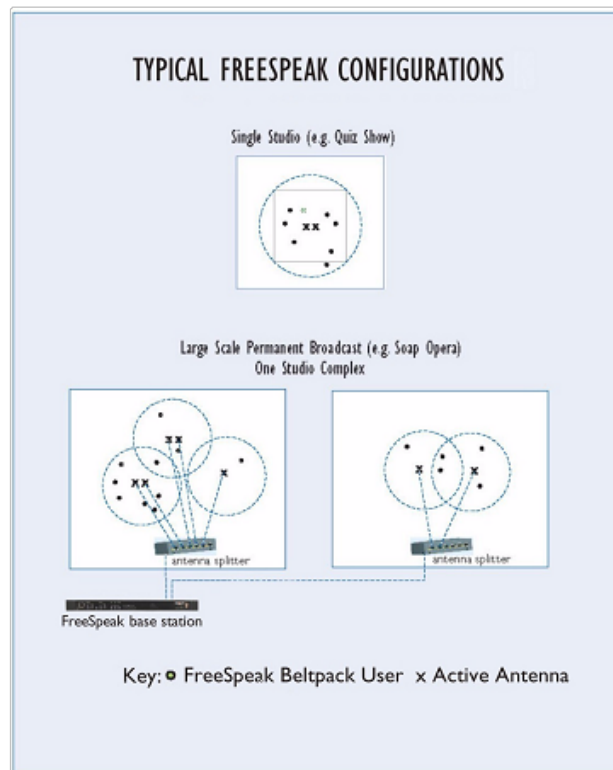 TYPICAL FREESPEAK CONFIGURATIONS
Single Studio (e.g. Quiz Show)
Large Scale Permanent Broadcast (e.g. Soap Opera)
One Studio Complex
antenna splitter
antenna splitter
FreeSpeak base station
Key: FreeSpeak Beltpack User x Active Antenna